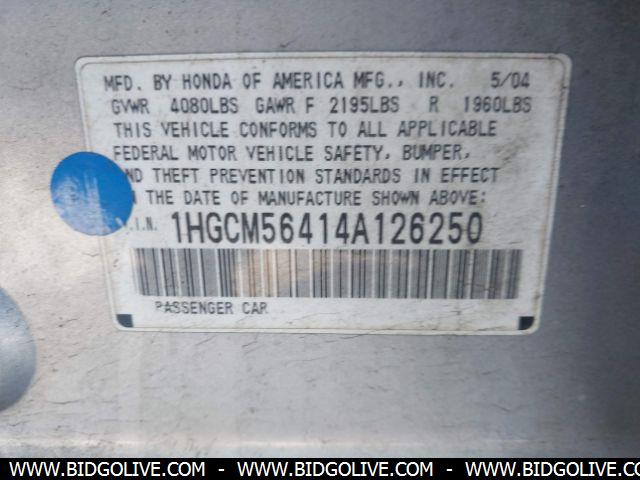 MFD. BY HONDA OF AMERICA MFG., INC. 5/04
GVWR 4080LBS GAWR F 2195LBS R 1960LBS
THIS VEHICLE CONFORMS TO ALL APPLICABLE
FEDERAL MOTOR VEHICLE SAFETY, BUMPER,
AND THEFT PREVENTION STANDARDS IN EFFECT
ON THE DATE OF MANUFACTURE SHOWN ABOVE:
V.I.N. 1HGCM56414A126250
PASSENGER CAR
WWW.BIDGOLIVE.COM - WWW.BIDGOLIVE.COM - WWW.BIDGOLIVE.COM